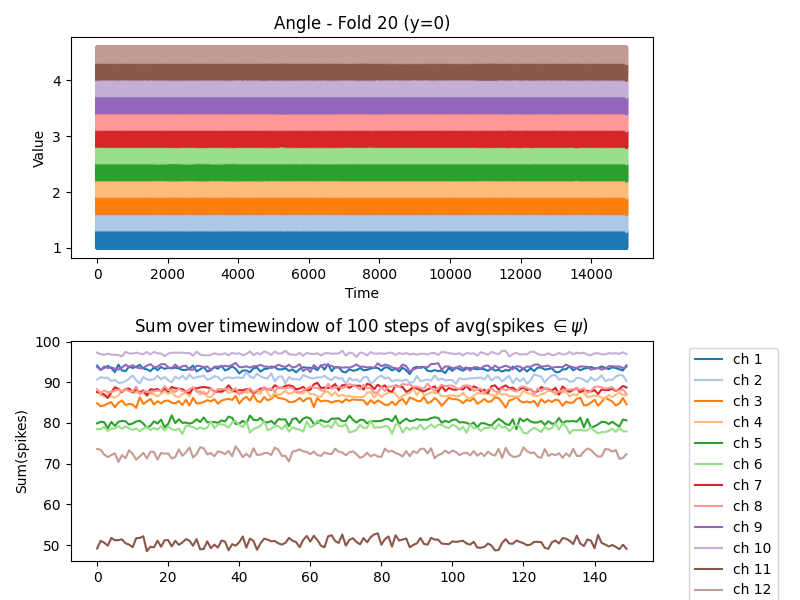 Angle - Fold 20 (y=0)
Value
4
3
2
1
0 2000 4000 6000 8000 10000 12000 14000
Time
Sum over timewindow of 100 steps of avg(spikes ∈ ψ)
Sum(spikes)
100
90
80
70
60
50
0 20 40 60 80 100 120 140
ch 1
ch 2
ch 3
ch 4
ch 5
ch 6
ch 7
ch 8
ch 9
ch 10
ch 11
ch 12